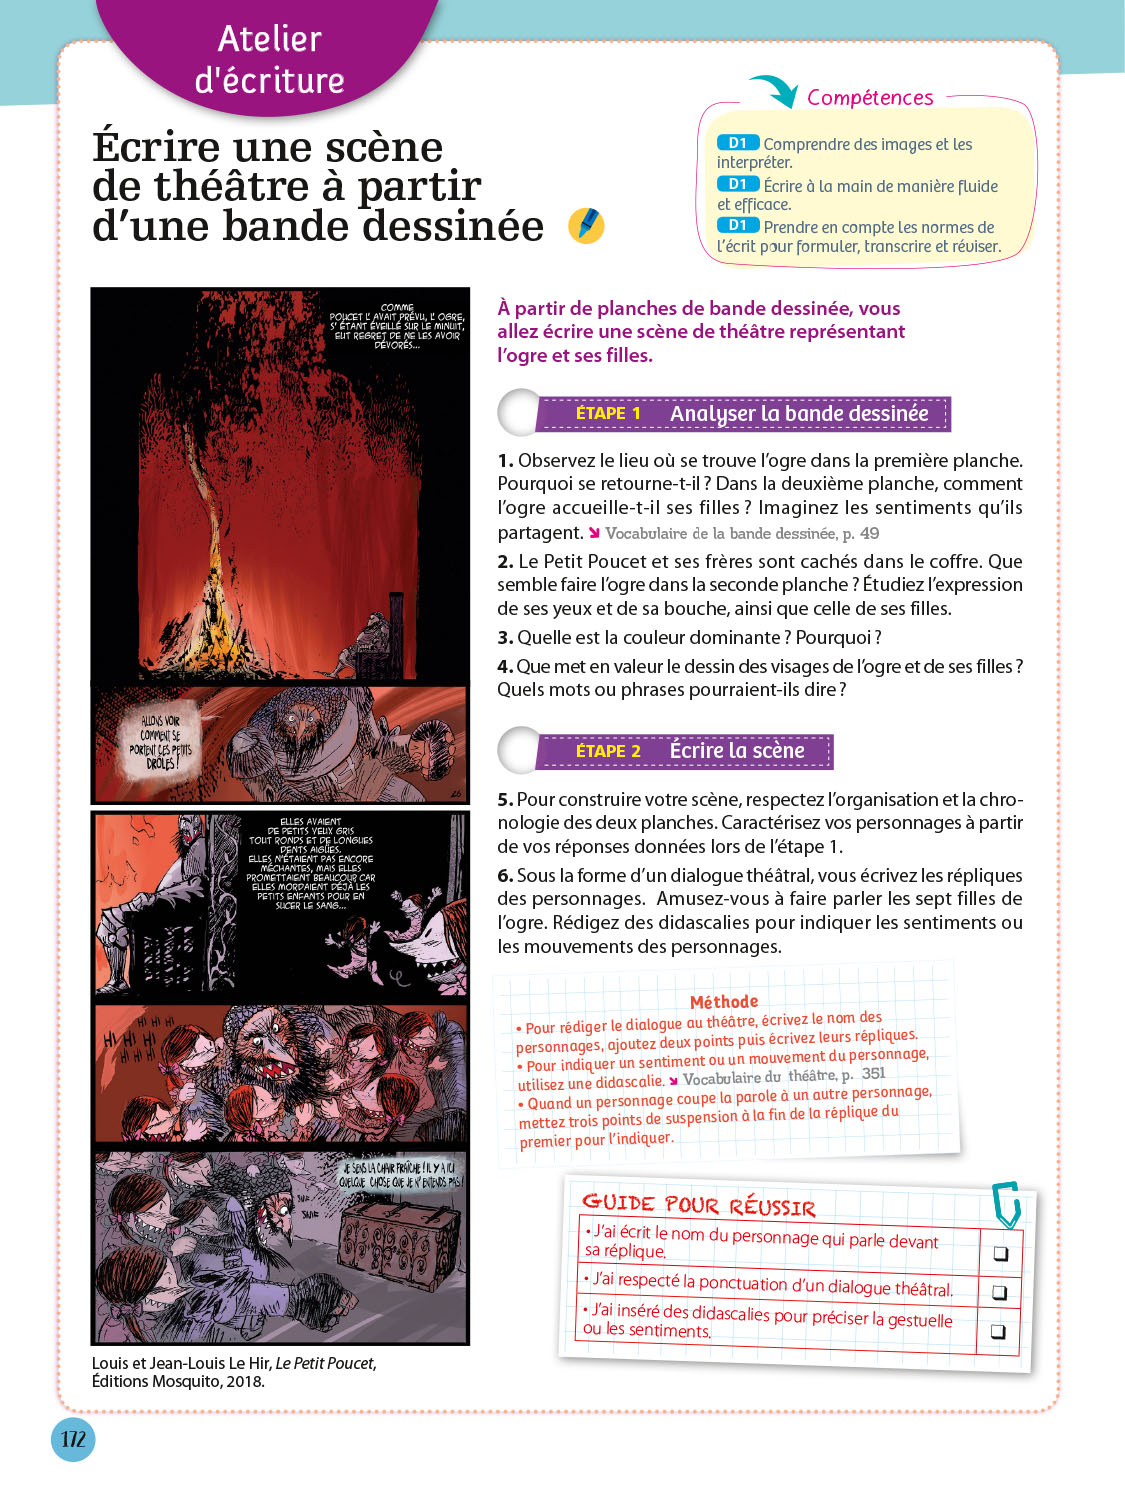 Atelier
d'écriture
Écrire une scène
de théâtre à partir
d'une bande dessinée
Compétences
D1 Comprendre des images et les
interpréter.
D1 Écrire à la main de manière fluide
et efficace.
D1 Prendre en compte les normes de
l'écrit pour formuler, transcrire et réviser.
COMME
POUCET L'AVAIT PRÉVU, L'OGRE,
S'ÉTANT ÉVEILLÉ SUR LE MINUIT,
EUT REGRET DE NE LES AVOIR
DÉVORÉS...
ALLONS VOIR
COMMENT SE
PORTENT CES PETITS
DRÔLES !
26
ELLES AVAIENT
DE PETITS YEUX GRIS
TOUT RONDS ET DE LONGUES
DENTS AIGUES.
ELLES N'ÉTAIENT PAS ENCORE
MÉCHANTES, MAIS ELLES
PROMETTAIENT BEAUCOUP CAR
ELLES MORDAIENT DÉJÀ LES
PETITS ENFANTS POUR EN
SUCER LE SANG...
HI HI HI HI
HI HI
HI HI HI
JE SENS LA CHAIR FRAÎCHE ! IL Y A ICI
QUELQUE CHOSE QUE JE N'ENTENDS PAS !
SNIF
SNIF
Louis et Jean-Louis Le Hir, Le Petit Poucet,
Éditions Mosquito, 2018.
À partir de planches de bande dessinée, vous
allez écrire une scène de théâtre représentant
l'ogre et ses filles.
ÉTAPE 1 Analyser la bande dessinée
1. Observez le lieu où se trouve l'ogre dans la première planche.
Pourquoi se retourne-t-il ? Dans la deuxième planche, comment
l'ogre accueille-t-il ses filles ? Imaginez les sentiments qu'ils
partagent. Vocabulaire de la bande dessinée, p. 49
2. Le Petit Poucet et ses frères sont cachés dans le coffre. Que
semble faire l'ogre dans la seconde planche ? Étudiez l'expression
de ses yeux et de sa bouche, ainsi que celle de ses filles.
3. Quelle est la couleur dominante ? Pourquoi ?
4. Que met en valeur le dessin des visages de l'ogre et de ses filles ?
Quels mots ou phrases pourraient-ils dire ?
ÉTAPE 2 Écrire la scène
5. Pour construire votre scène, respectez l'organisation et la chro-
nologie des deux planches. Caractérisez vos personnages à partir
de vos réponses données lors de l'étape 1.
6. Sous la forme d'un dialogue théâtral, vous écrivez les répliques
des personnages. Amusez-vous à faire parler les sept filles de
l'ogre. Rédigez des didascalies pour indiquer les sentiments ou
les mouvements des personnages.
Méthode
• Pour rédiger le dialogue au théâtre, écrivez le nom des
personnages, ajoutez deux points puis écrivez leurs répliques.
• Pour indiquer un sentiment ou un mouvement du personnage,
utilisez une didascalie. Vocabulaire du théâtre, p. 351
• Quand un personnage coupe la parole à un autre personnage,
mettez trois points de suspension à la fin de la réplique du
premier pour l'indiquer.
GUIDE POUR RÉUSSIR
• J'ai écrit le nom du personnage qui parle devant
sa réplique.
• J'ai respecté la ponctuation d'un dialogue théâtral.
• J'ai inséré des didascalies pour préciser la gestuelle
ou les sentiments.
172